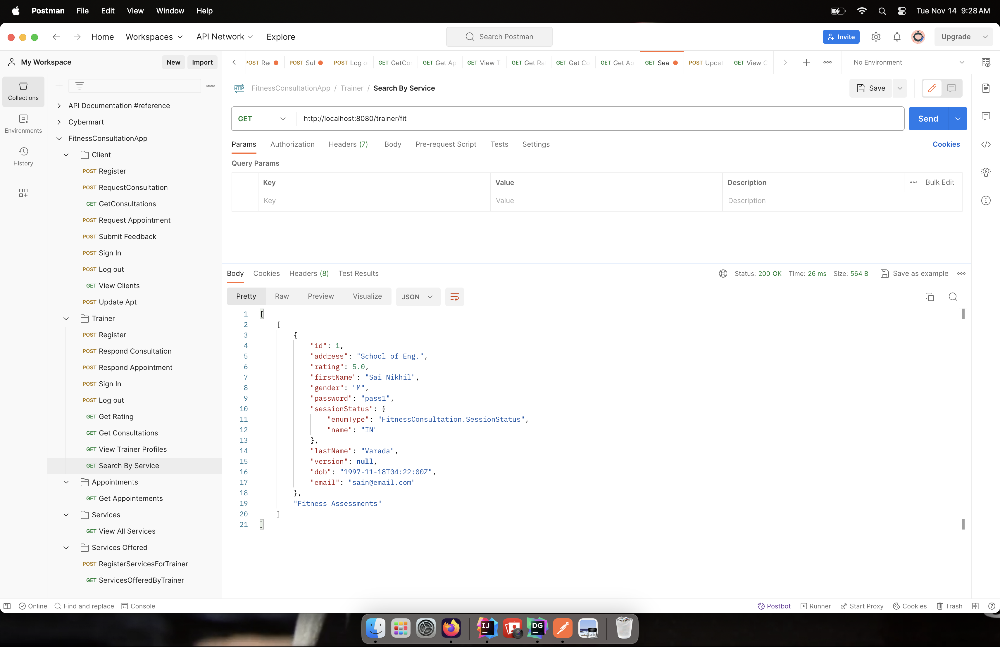 Postman File Edit View Window Help Tue Nov 14 9:28 AM
Home Workspaces API Network Explore Search Postman Invite Upgrade
My Workspace New Import POST Re POST Sul POST Log o GET GetCo GET Get Ap GET View T GET Get Ra GET Get Co GET Get Ap GET Sea POST Upda GET View C No Environment
Collections
Environments
History
API Documentation #reference
Cybermart
FitnessConsultationApp
Client
POST Register
POST RequestConsultation
GET GetConsultations
POST Request Appointment
POST Submit Feedback
POST Sign In
POST Log out
GET View Clients
POST Update Apt
Trainer
POST Register
POST Respond Consultation
POST Respond Appointment
POST Sign In
POST Log out
GET Get Rating
GET Get Consultations
GET View Trainer Profiles
GET Search By Service
Appointments
GET Get Appointements
Services
GET View All Services
Services Offered
POST RegisterServicesForTrainer
GET ServicesOfferedByTrainer
HTTP FitnessConsultationApp / Trainer / Search By Service Save
GET http://localhost:8080/trainer/fit Send
Params Authorization Headers (7) Body Pre-request Script Tests Settings Cookies
Query Params
Key Value Description Bulk Edit
Key Value Description
Body Cookies Headers (8) Test Results Status: 200 OK Time: 26 ms Size: 564 B Save as example
Pretty Raw Preview Visualize JSON
1 [
2 [
3 {
4 "id": 1,
5 "address": "School of Eng.",
6 "rating": 5.0,
7 "firstName": "Sai Nikhil",
8 "gender": "M",
9 "password": "pass1",
10 "sessionStatus": {
11 "enumType": "FitnessConsultation.SessionStatus",
12 "name": "IN"
13 },
14 "lastName": "Varada",
15 "version": null,
16 "dob": "1997-11-18T04:22:00Z",
17 "email": "sain@email.com"
18 },
19 "Fitness Assessments"
20 ]
21 ]
Online Find and replace Console Postbot Runner Start Proxy Cookies Trash
IJ DG